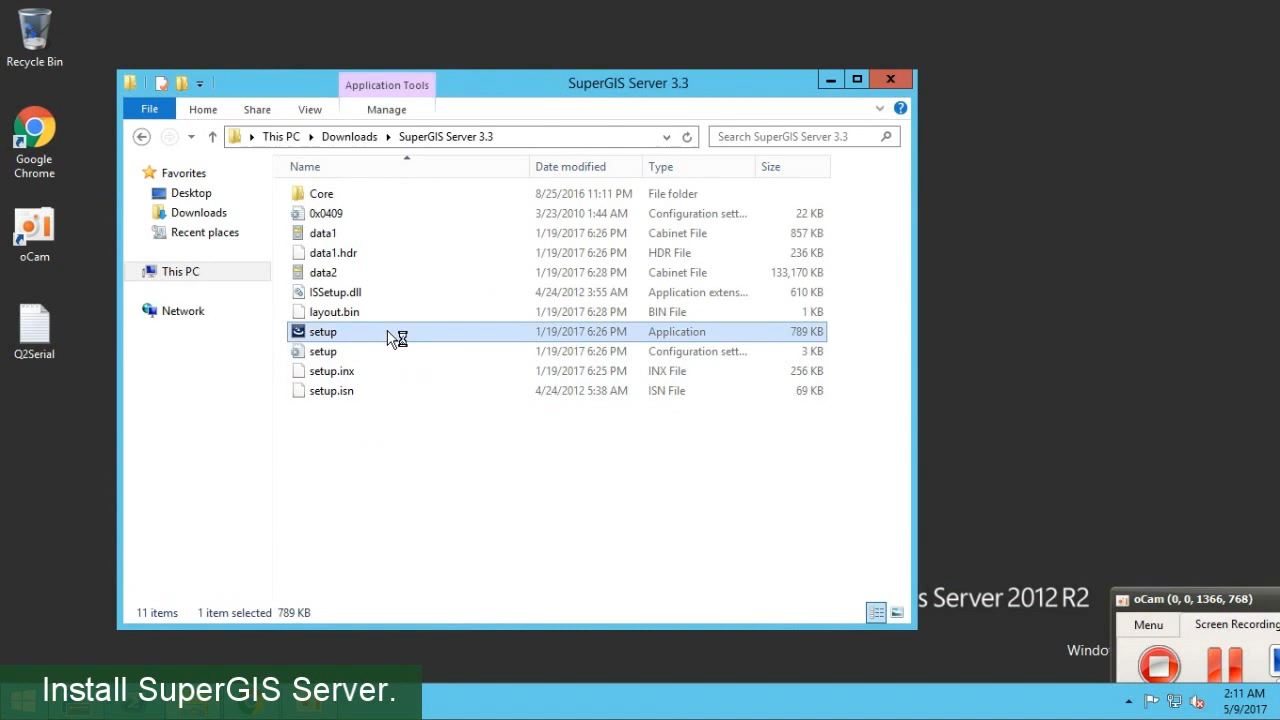 Recycle Bin
Google
Chrome
oCam
Q2Serial
Application Tools
SuperGIS Server 3.3
File Home Share View Manage
This PC Downloads SuperGIS Server 3.3
Search SuperGIS Server 3.3
Favorites
Desktop
Downloads
Recent places
This PC
Network
Name Date modified Type Size
Core 8/25/2016 11:11 PM File folder
0x0409 3/23/2010 1:44 AM Configuration sett... 22 KB
data1 1/19/2017 6:26 PM Cabinet File 857 KB
data1.hdr 1/19/2017 6:26 PM HDR File 236 KB
data2 1/19/2017 6:28 PM Cabinet File 133,170 KB
ISSetup.dll 4/24/2012 3:55 AM Application extens... 610 KB
layout.bin 1/19/2017 6:28 PM BIN File 1 KB
setup 1/19/2017 6:26 PM Application 789 KB
setup 1/19/2017 6:26 PM Configuration sett... 3 KB
setup.inx 1/19/2017 6:25 PM INX File 256 KB
setup.isn 4/24/2012 5:38 AM ISN File 69 KB
11 items 1 item selected 789 KB
s Server 2012 R2
Windo
oCam (0, 0, 1366, 768)
Menu Screen Recording
Install SuperGIS Server.
2:11 AM
5/9/2017